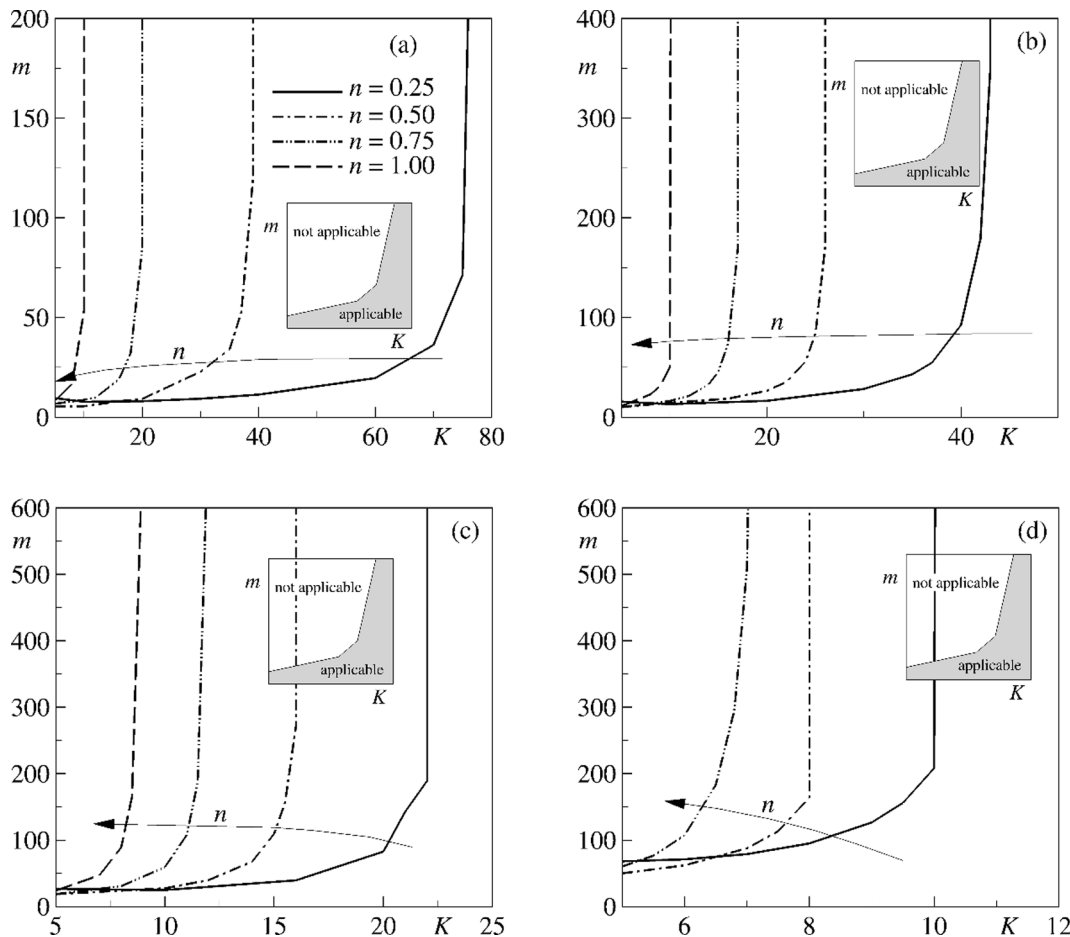 200
m
150
100
50
0
20
40
60
K
80
(a)
n = 0.25
n = 0.50
n = 0.75
n = 1.00
m
not applicable
applicable
K
n
400
m
300
200
100
0
20
40
K
(b)
m
not applicable
applicable
K
n
600
m
500
400
300
200
100
0
5
10
15
20
K
25
(c)
m
not applicable
applicable
K
n
600
m
500
400
300
200
100
0
6
8
10
K
12
(d)
m
not applicable
applicable
K
n